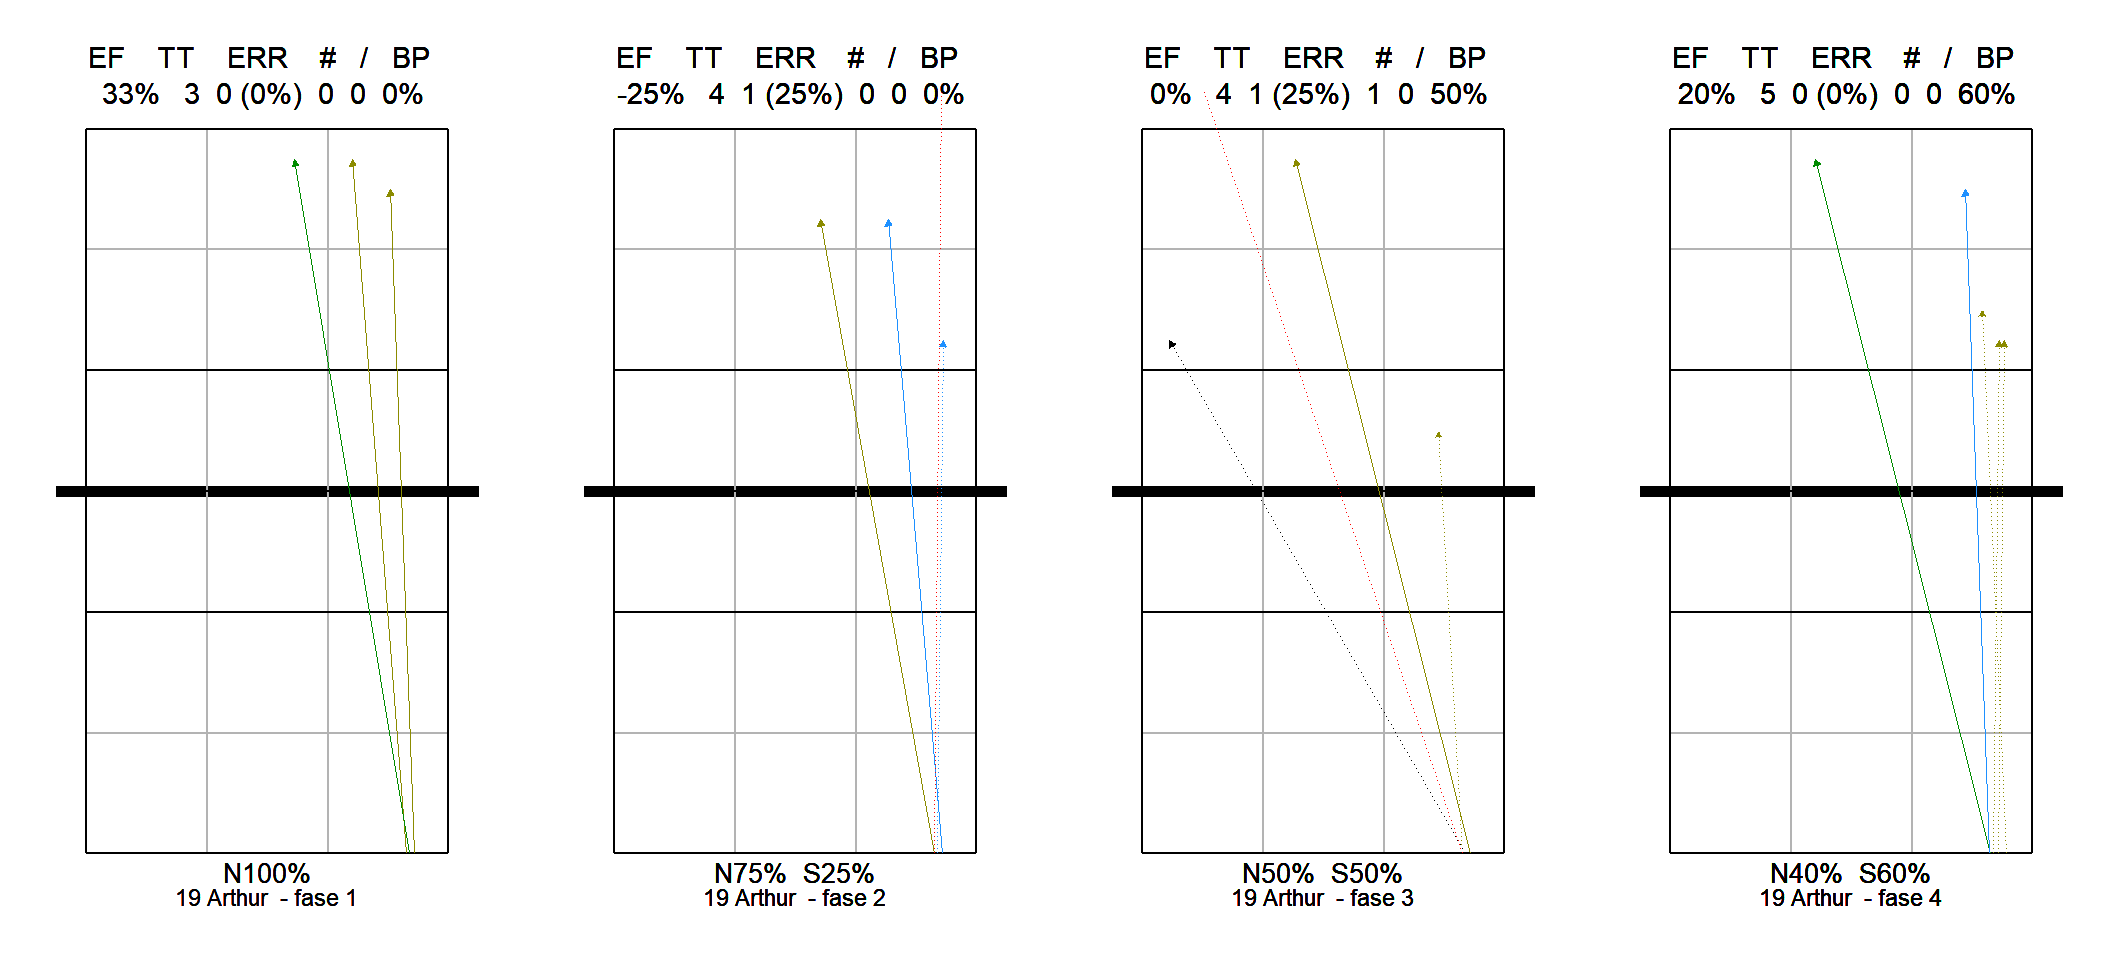 EF TT ERR # / BP
33% 3 0 (0%) 0 0 0%
N100%
19 Arthur - fase 1
EF TT ERR # / BP
-25% 4 1 (25%) 0 0 0%
N75% S25%
19 Arthur - fase 2
EF TT ERR # / BP
0% 4 1 (25%) 1 0 50%
N50% S50%
19 Arthur - fase 3
EF TT ERR # / BP
20% 5 0 (0%) 0 0 60%
N40% S60%
19 Arthur - fase 4